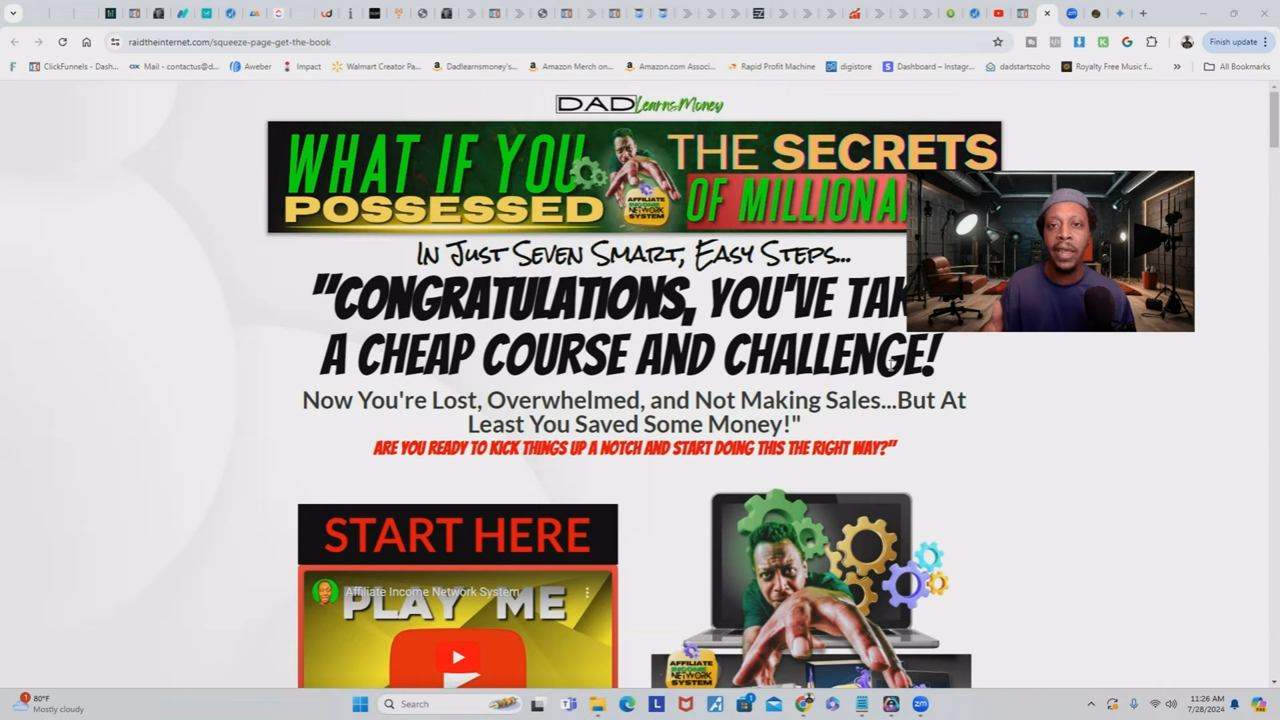 raidtheinternet.com/squeeze-page-get-the-book
Finish update
ClickFunnels - Dash...
Mail - contactus@d...
Aweber
Impact
Walmart Creator Pa...
Dadlearnsmoney's...
Amazon Merch on...
Amazon.com Associ...
Rapid Profit Machine
digistore
Dashboard – Instagr...
dadstartszoho
Royalty Free Music f...
All Bookmarks
DAD LearnsMoney
WHAT IF YOU
POSSESSED
AFFILIATE
INCOME
NETWORK
SYSTEM
THE SECRETS
OF MILLIONA
In Just Seven Smart, Easy Steps...
"CONGRATULATIONS, YOU'VE TAK
A CHEAP COURSE AND CHALLENGE!
Now You're Lost, Overwhelmed, and Not Making Sales...But At
Least You Saved Some Money!"
ARE YOU READY TO KICK THINGS UP A NOTCH AND START DOING THIS THE RIGHT WAY?"
START HERE
Affiliate Income Network System
PLAY ME
AFFILIATE
INCOME
NETWORK
SYSTEM
80°F
Mostly cloudy
Search
11:26 AM
7/28/2024